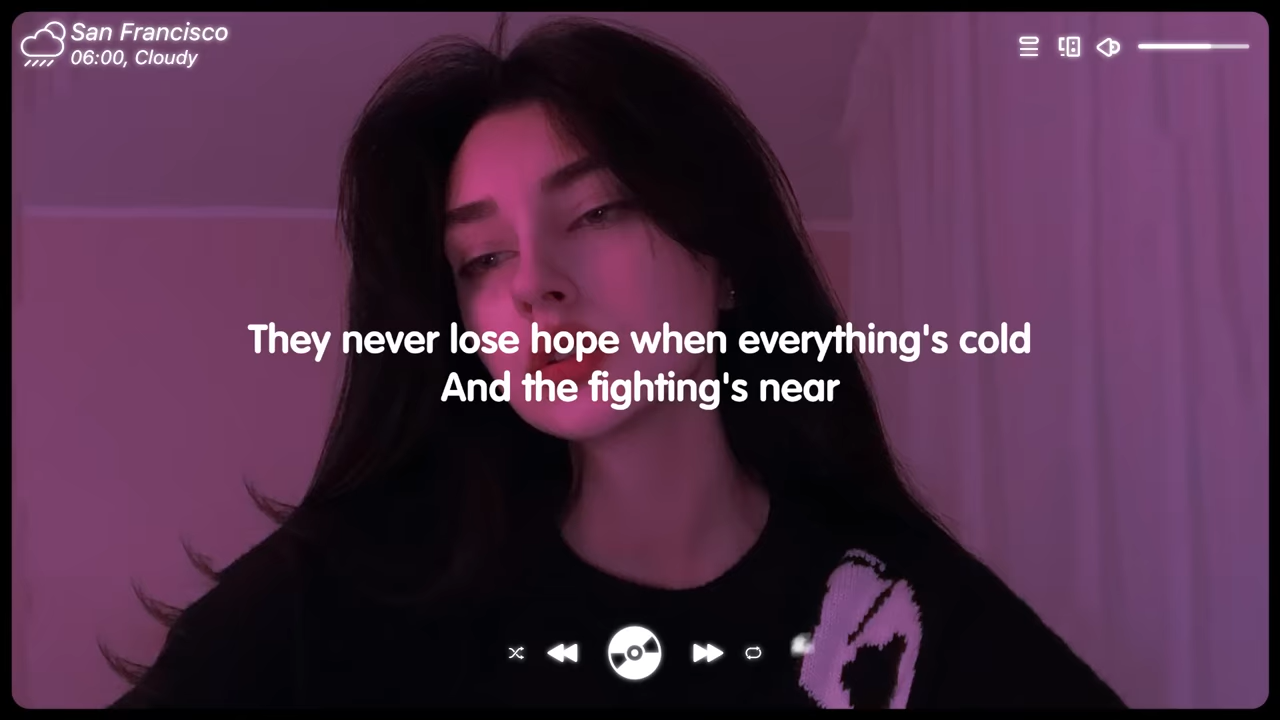 San Francisco
06:00, Cloudy
They never lose hope when everything's cold
And the fighting's near